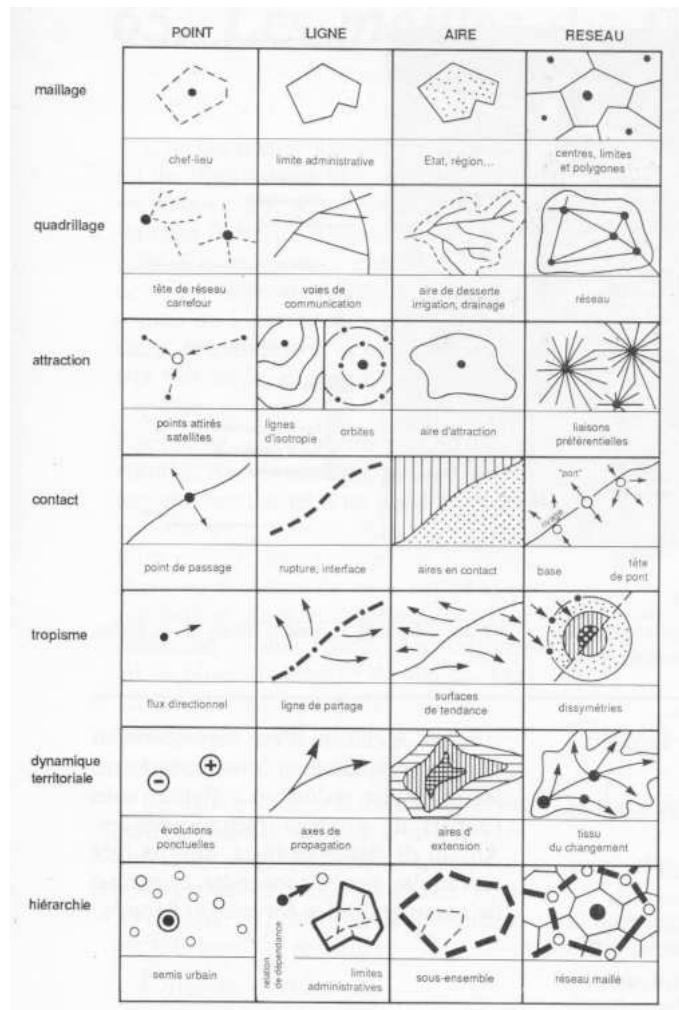 POINT LIGNE AIRE RESEAU
maillage
chef-lieu
limite administrative
Etat, région...
centres, limites
et polygones
quadrillage
tête de réseau
carrefour
voies de
communication
aire de desserte
irrigation, drainage
réseau
attraction
points attirés
satellites
lignes
d'isotropie
orbites
aire d'attraction
liaisons
préférentielles
contact
"port"
rivage
point de passage
rupture, interface
aires en contact
base
tête
de pont
tropisme
flux directionnel
ligne de partage
surfaces
de tendance
dissymétries
dynamique
territoriale
évolutions
ponctuelles
axes de
propagation
aires d'
extension
tissu
du changement
hiérarchie
semis urbain
relation
de dépendance
limites
administratives
sous-ensemble
réseau maillé